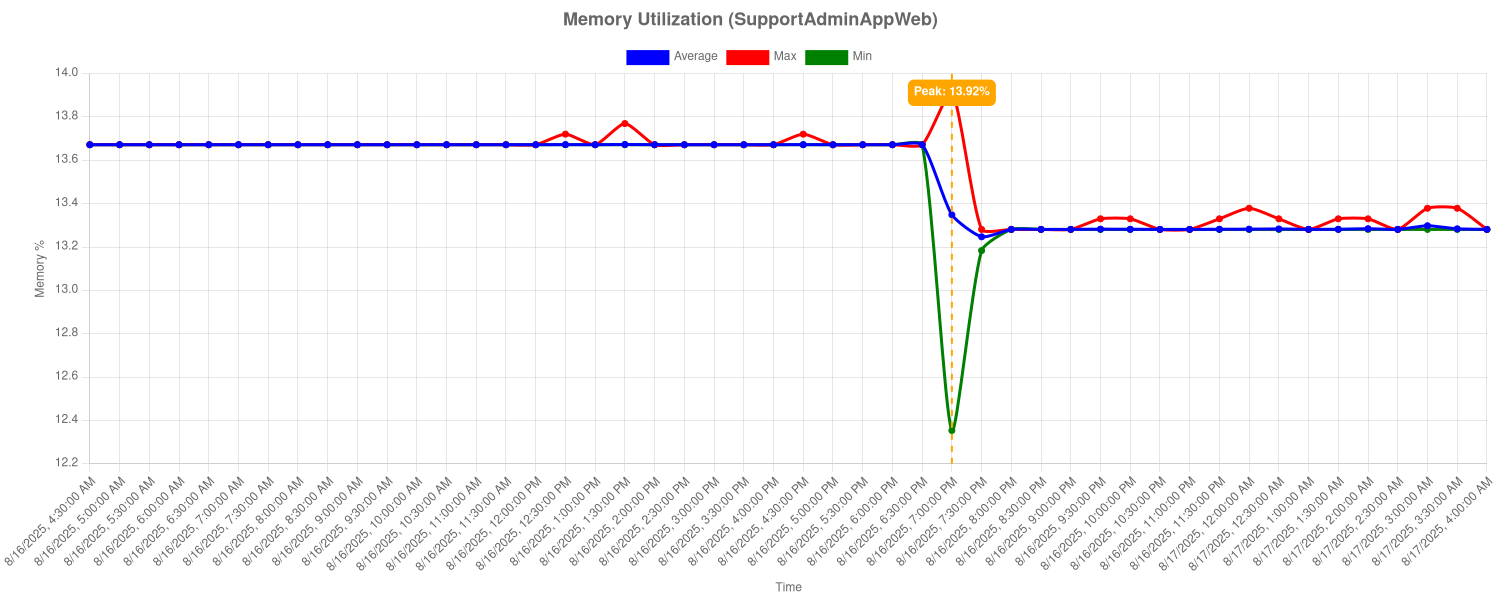 Memory Utilization (SupportAdminAppWeb)
Average
Max
Min
Peak: 13.92%
14.0
13.8
13.6
13.4
13.2
13.0
12.8
12.6
12.4
12.2
Memory %
8/16/2025, 4:30:00 AM
8/16/2025, 5:00:00 AM
8/16/2025, 5:30:00 AM
8/16/2025, 6:00:00 AM
8/16/2025, 6:30:00 AM
8/16/2025, 7:00:00 AM
8/16/2025, 7:30:00 AM
8/16/2025, 8:00:00 AM
8/16/2025, 8:30:00 AM
8/16/2025, 9:00:00 AM
8/16/2025, 9:30:00 AM
8/16/2025, 10:00:00 AM
8/16/2025, 10:30:00 AM
8/16/2025, 11:00:00 AM
8/16/2025, 11:30:00 AM
8/16/2025, 12:00:00 PM
8/16/2025, 12:30:00 PM
8/16/2025, 1:00:00 PM
8/16/2025, 1:30:00 PM
8/16/2025, 2:00:00 PM
8/16/2025, 2:30:00 PM
8/16/2025, 3:00:00 PM
8/16/2025, 3:30:00 PM
8/16/2025, 4:00:00 PM
8/16/2025, 4:30:00 PM
8/16/2025, 5:00:00 PM
8/16/2025, 5:30:00 PM
8/16/2025, 6:00:00 PM
8/16/2025, 6:30:00 PM
8/16/2025, 7:00:00 PM
8/16/2025, 7:30:00 PM
8/16/2025, 8:00:00 PM
8/16/2025, 8:30:00 PM
8/16/2025, 9:00:00 PM
8/16/2025, 9:30:00 PM
8/16/2025, 10:00:00 PM
8/16/2025, 10:30:00 PM
8/16/2025, 11:00:00 PM
8/16/2025, 11:30:00 PM
8/17/2025, 12:00:00 AM
8/17/2025, 12:30:00 AM
8/17/2025, 1:00:00 AM
8/17/2025, 1:30:00 AM
8/17/2025, 2:00:00 AM
8/17/2025, 2:30:00 AM
8/17/2025, 3:00:00 AM
8/17/2025, 3:30:00 AM
8/17/2025, 4:00:00 AM
Time